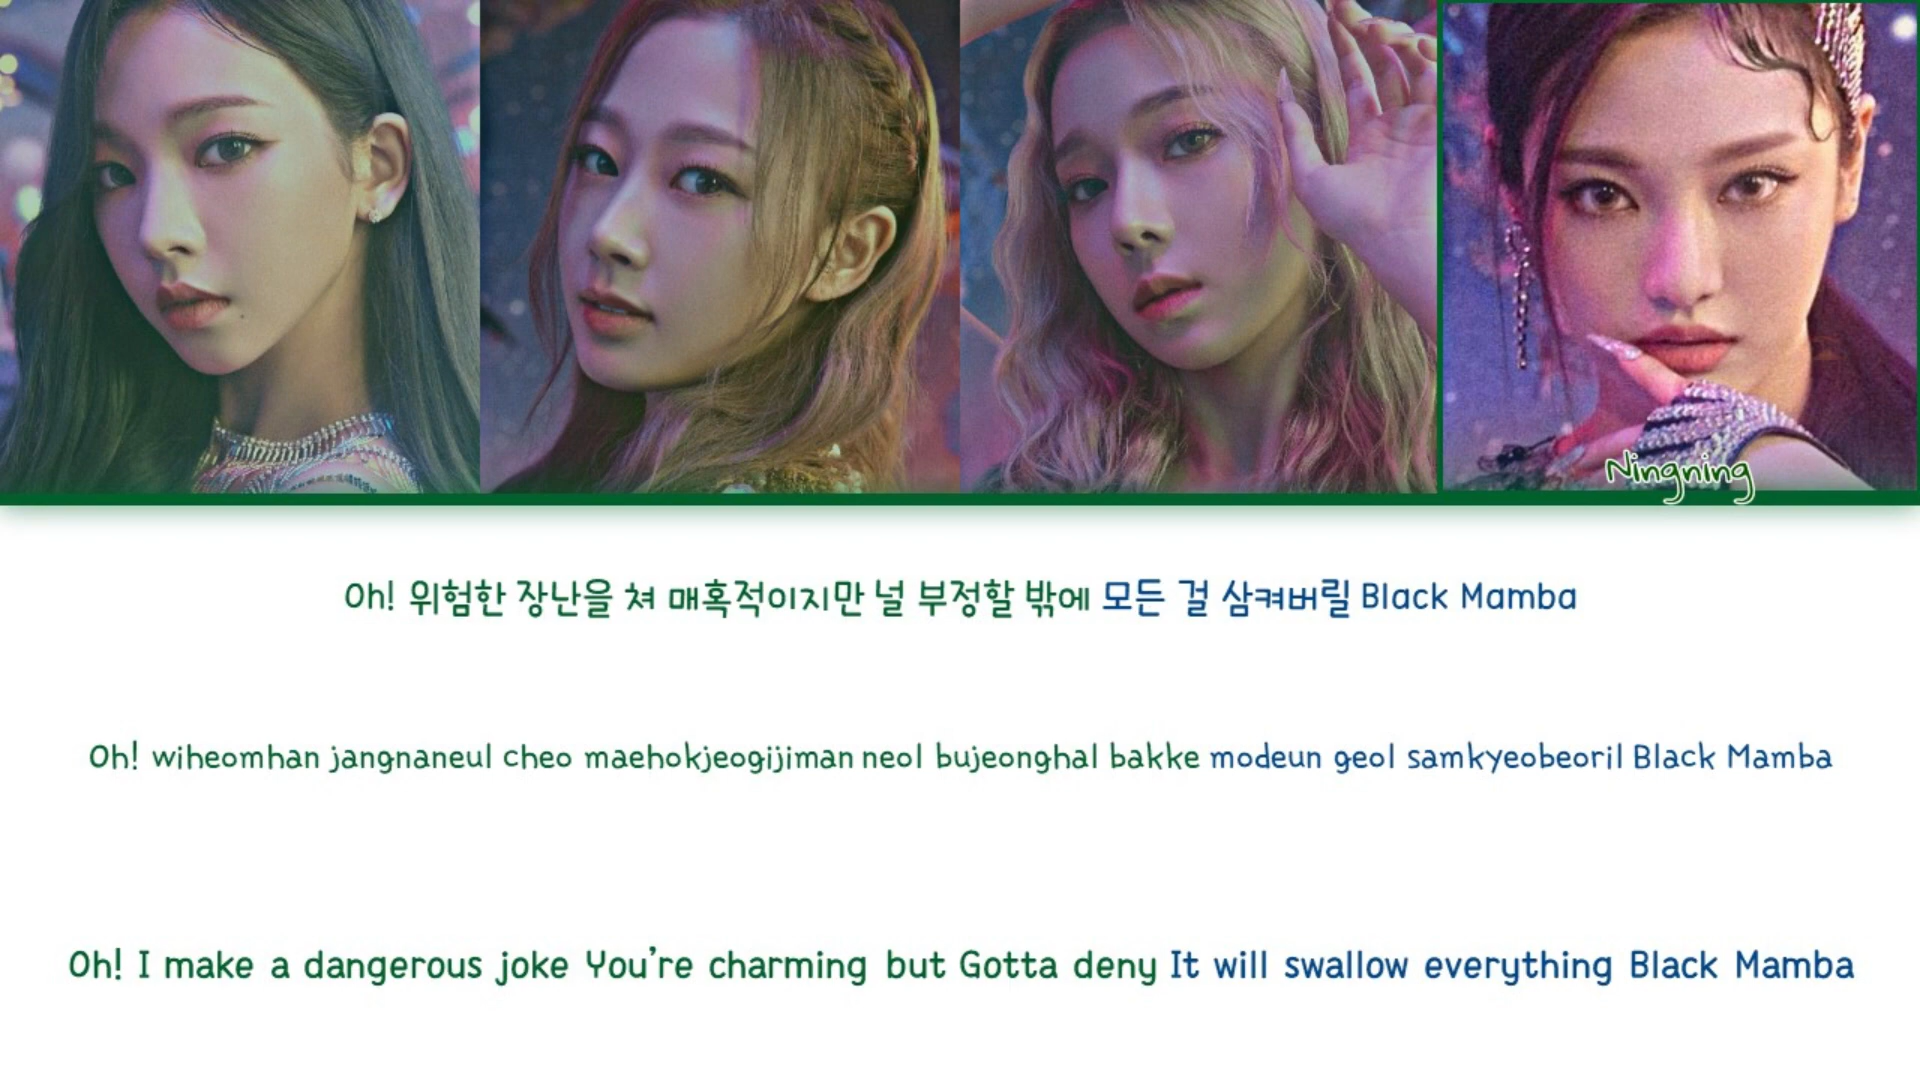 Ningning
Oh! 위험한 장난을 쳐 매혹적이지만 널 부정할 밖에 모든 걸 삼켜버릴 Black Mamba
Oh! wiheomhan jangnaneul cheo maehokjeogijiman neol bujeonghal bakke modeun geol samkyeobeoril Black Mamba
Oh! I make a dangerous joke You're charming but Gotta deny It will swallow everything Black Mamba